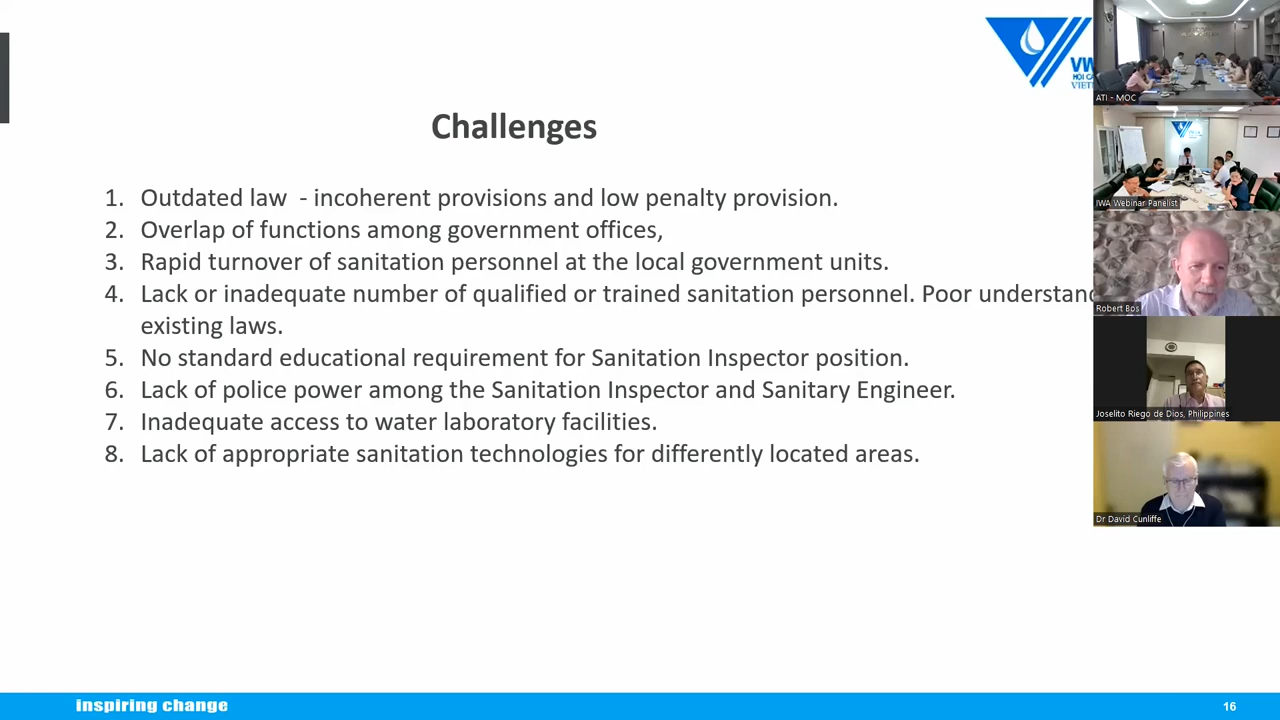 Challenges
1. Outdated law - incoherent provisions and low penalty provision.
2. Overlap of functions among government offices,
3. Rapid turnover of sanitation personnel at the local government units.
4. Lack or inadequate number of qualified or trained sanitation personnel. Poor understand
existing laws.
5. No standard educational requirement for Sanitation Inspector position.
6. Lack of police power among the Sanitation Inspector and Sanitary Engineer.
7. Inadequate access to water laboratory facilities.
8. Lack of appropriate sanitation technologies for differently located areas.
inspiring change
16
ATI - MOC
IWA Webinar Panelist
Robert Bos
Joselito Riego de Dios, Philippines
Dr David Cunliffe